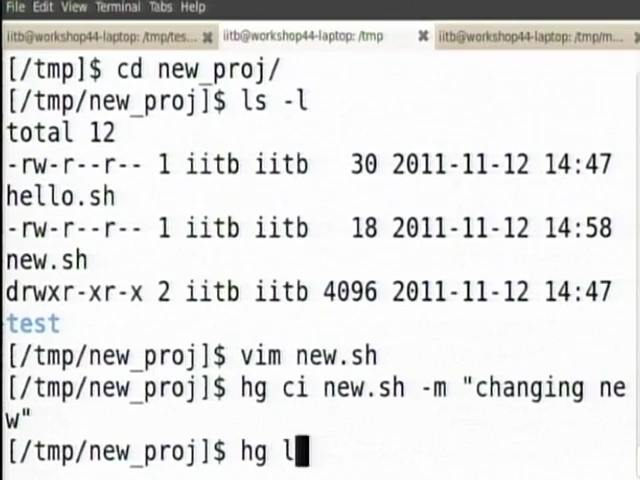 File Edit View Terminal Tabs Help
iitb@workshop44-laptop: /tmp/tes... iitb@workshop44-laptop: /tmp iitb@workshop44-laptop: /tmp/m...
[/tmp]$ cd new_proj/
[/tmp/new_proj]$ ls -l
total 12
-rw-r--r-- 1 iitb iitb   30 2011-11-12 14:47
hello.sh
-rw-r--r-- 1 iitb iitb   18 2011-11-12 14:58
new.sh
drwxr-xr-x 2 iitb iitb 4096 2011-11-12 14:47
test
[/tmp/new_proj]$ vim new.sh
[/tmp/new_proj]$ hg ci new.sh -m "changing ne
w"
[/tmp/new_proj]$ hg l